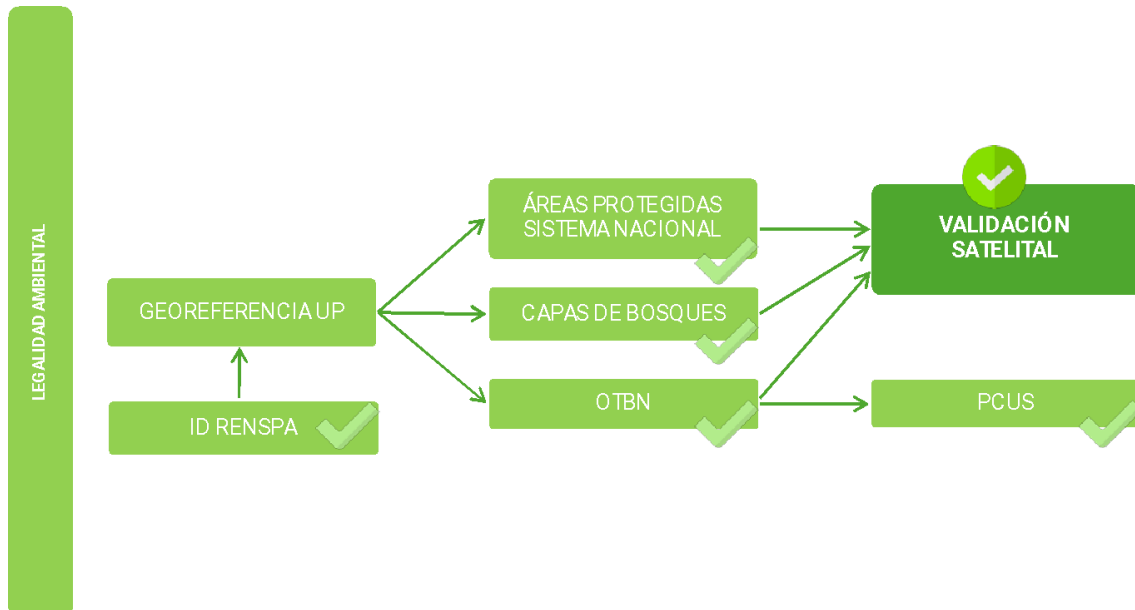 LEGALIDAD AMBIENTAL
GEOREFERENCIA UP
ID RENSPA
ÁREAS PROTEGIDAS
SISTEMA NACIONAL
CAPAS DE BOSQUES
OTBN
VALIDACIÓN
SATELITAL
PCUS